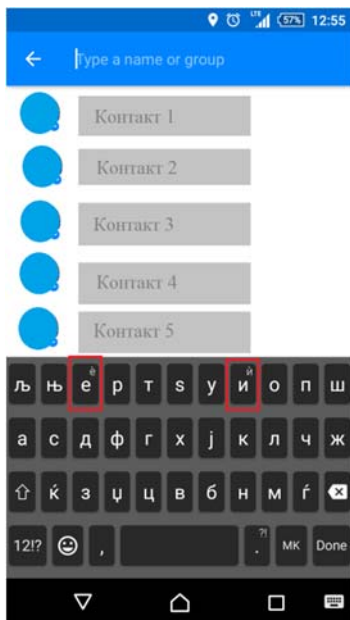 LTE 57% 12:55
Type a name or group
Контакт 1
Контакт 2
Контакт 3
Контакт 4
Контакт 5
è ѝ
љ њ е р т ѕ у и о п ш
а с д ф г х ј к л ч ж
ќ з џ ц в б н м ѓ
12!? , . ?! МК Done